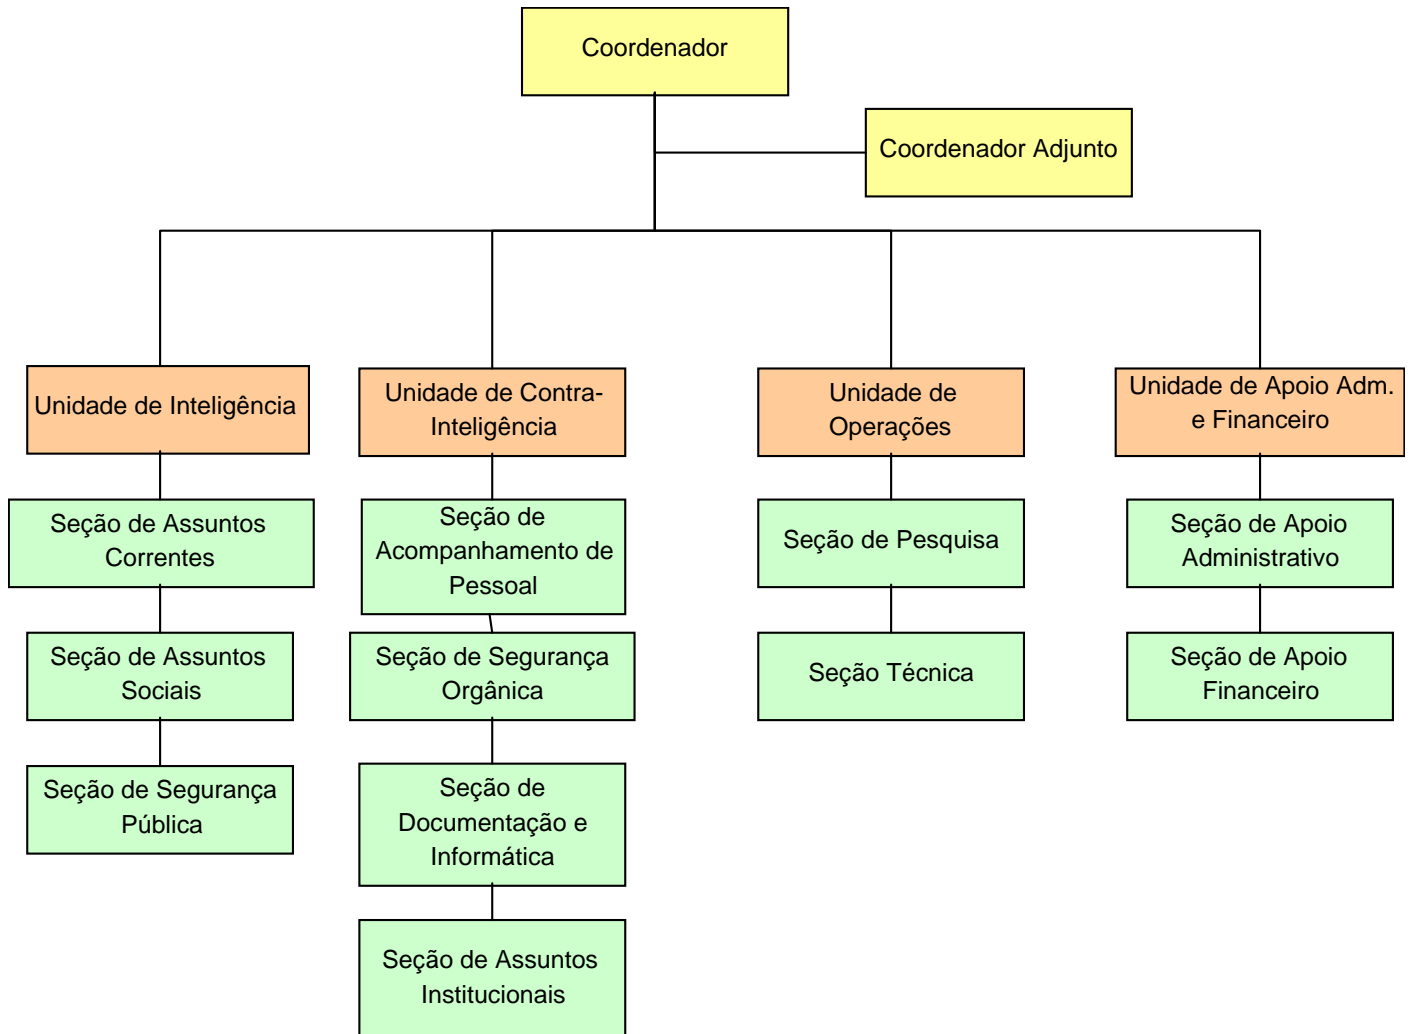 Coordenador
Coordenador Adjunto
Unidade de Inteligência
Unidade de Contra-
Inteligência
Unidade de
Operações
Unidade de Apoio Adm.
e Financeiro
Seção de Assuntos
Correntes
Seção de
Acompanhamento de
Pessoal
Seção de Pesquisa
Seção de Apoio
Administrativo
Seção de Assuntos
Sociais
Seção de Segurança
Orgânica
Seção Técnica
Seção de Apoio
Financeiro
Seção de Segurança
Pública
Seção de
Documentação e
Informática
Seção de Assuntos
Institucionais